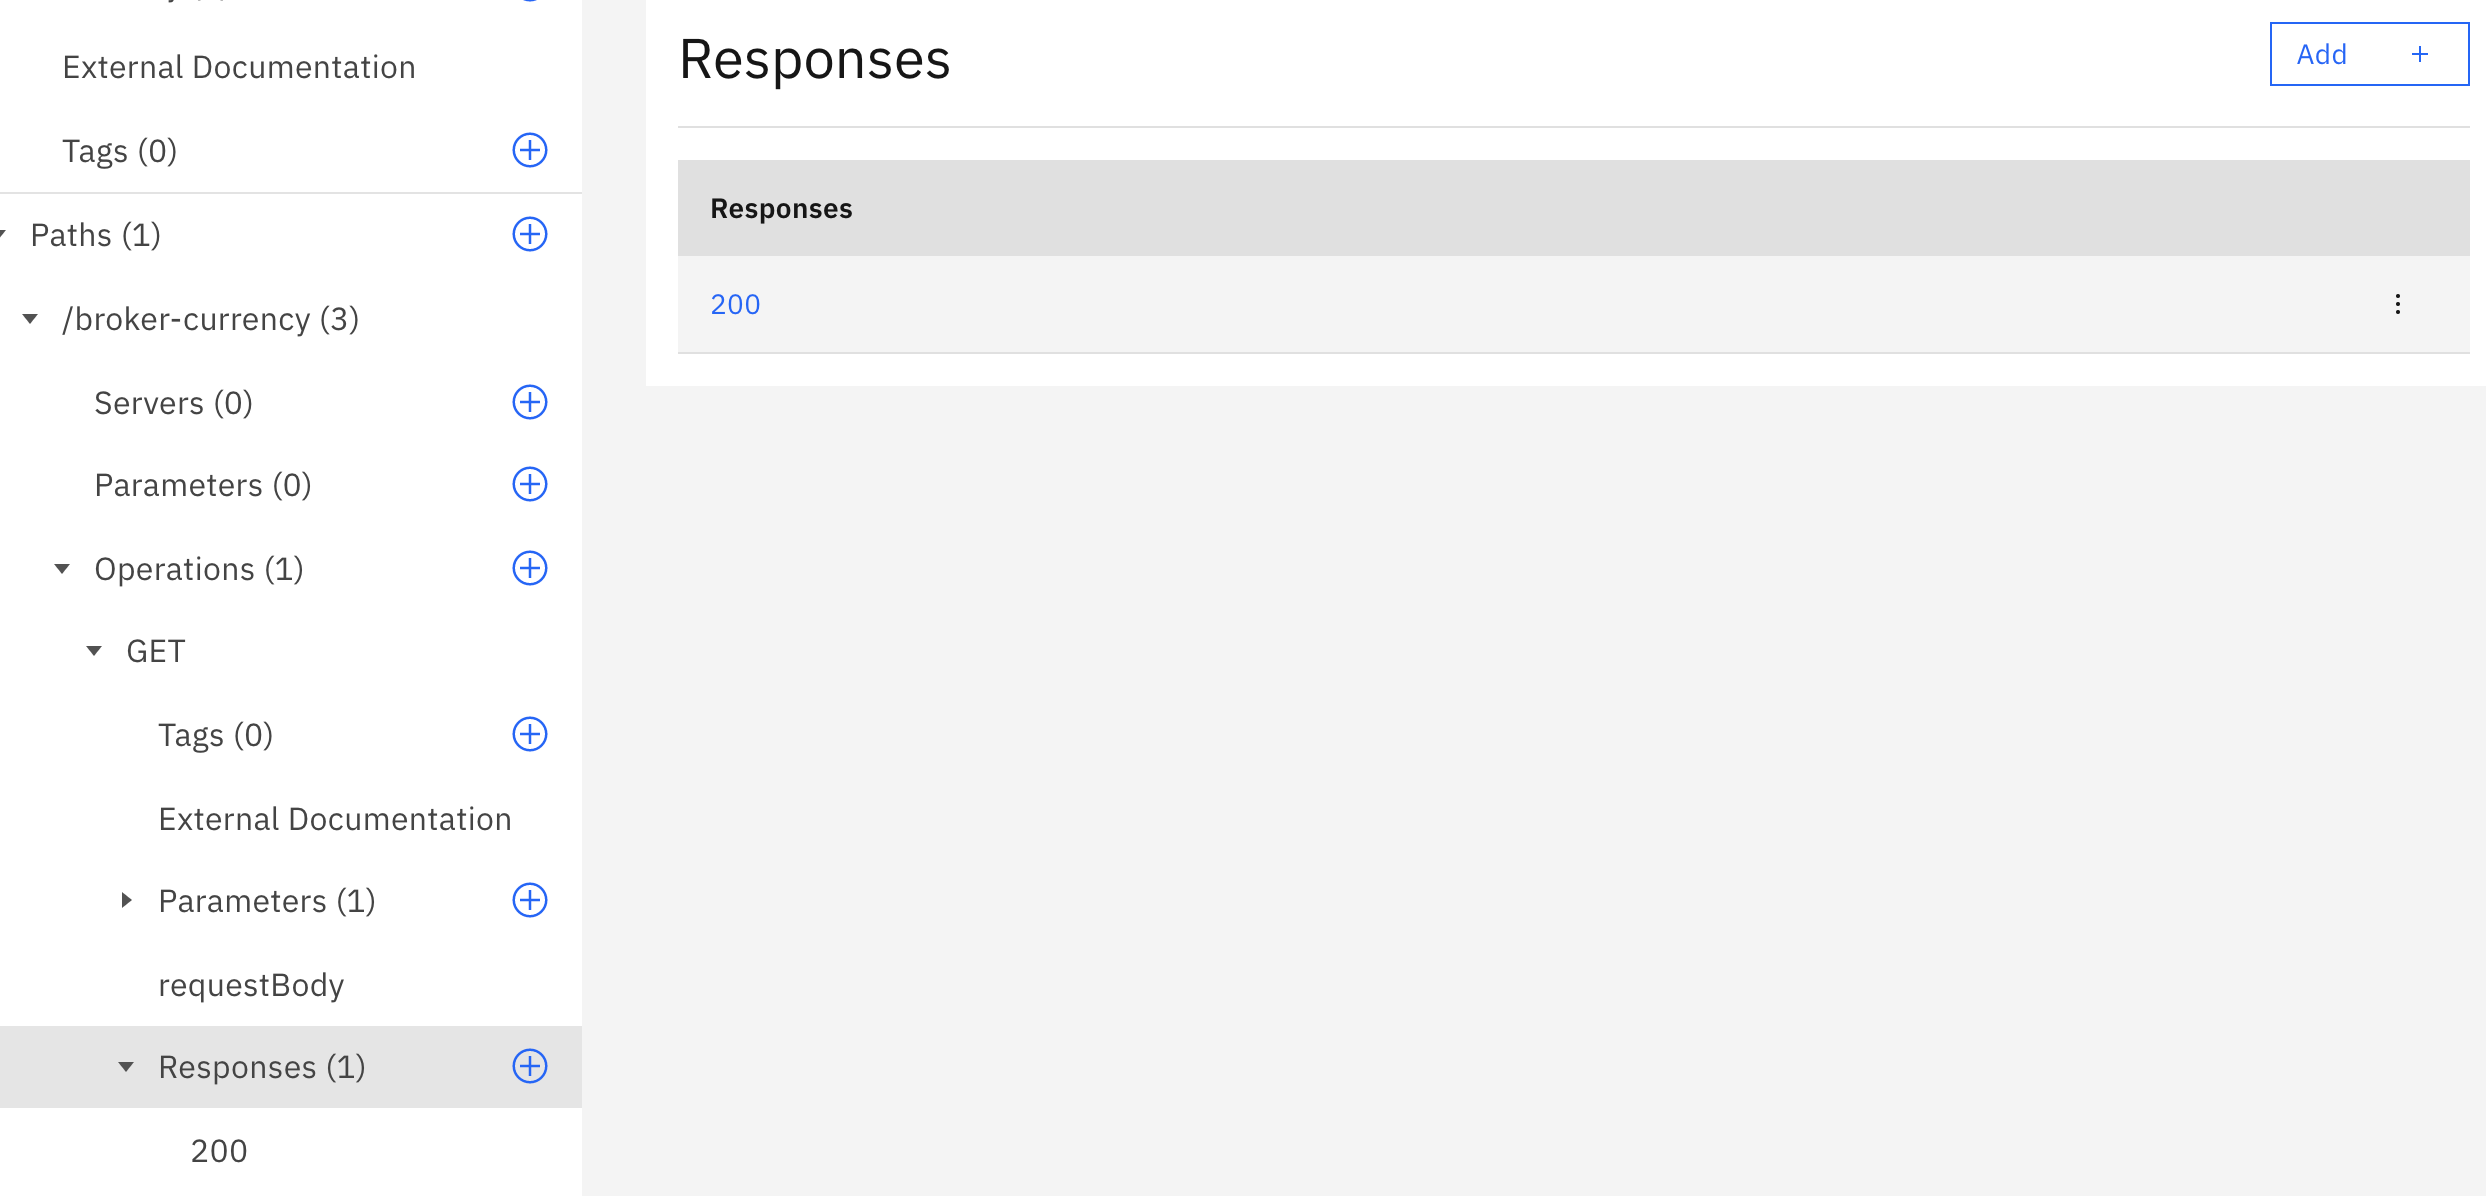 External Documentation
Tags (0)
Paths (1)
/broker-currency (3)
Servers (0)
Parameters (0)
Operations (1)
GET
Tags (0)
External Documentation
Parameters (1)
requestBody
Responses (1)
200
Responses
Add +
Responses
200